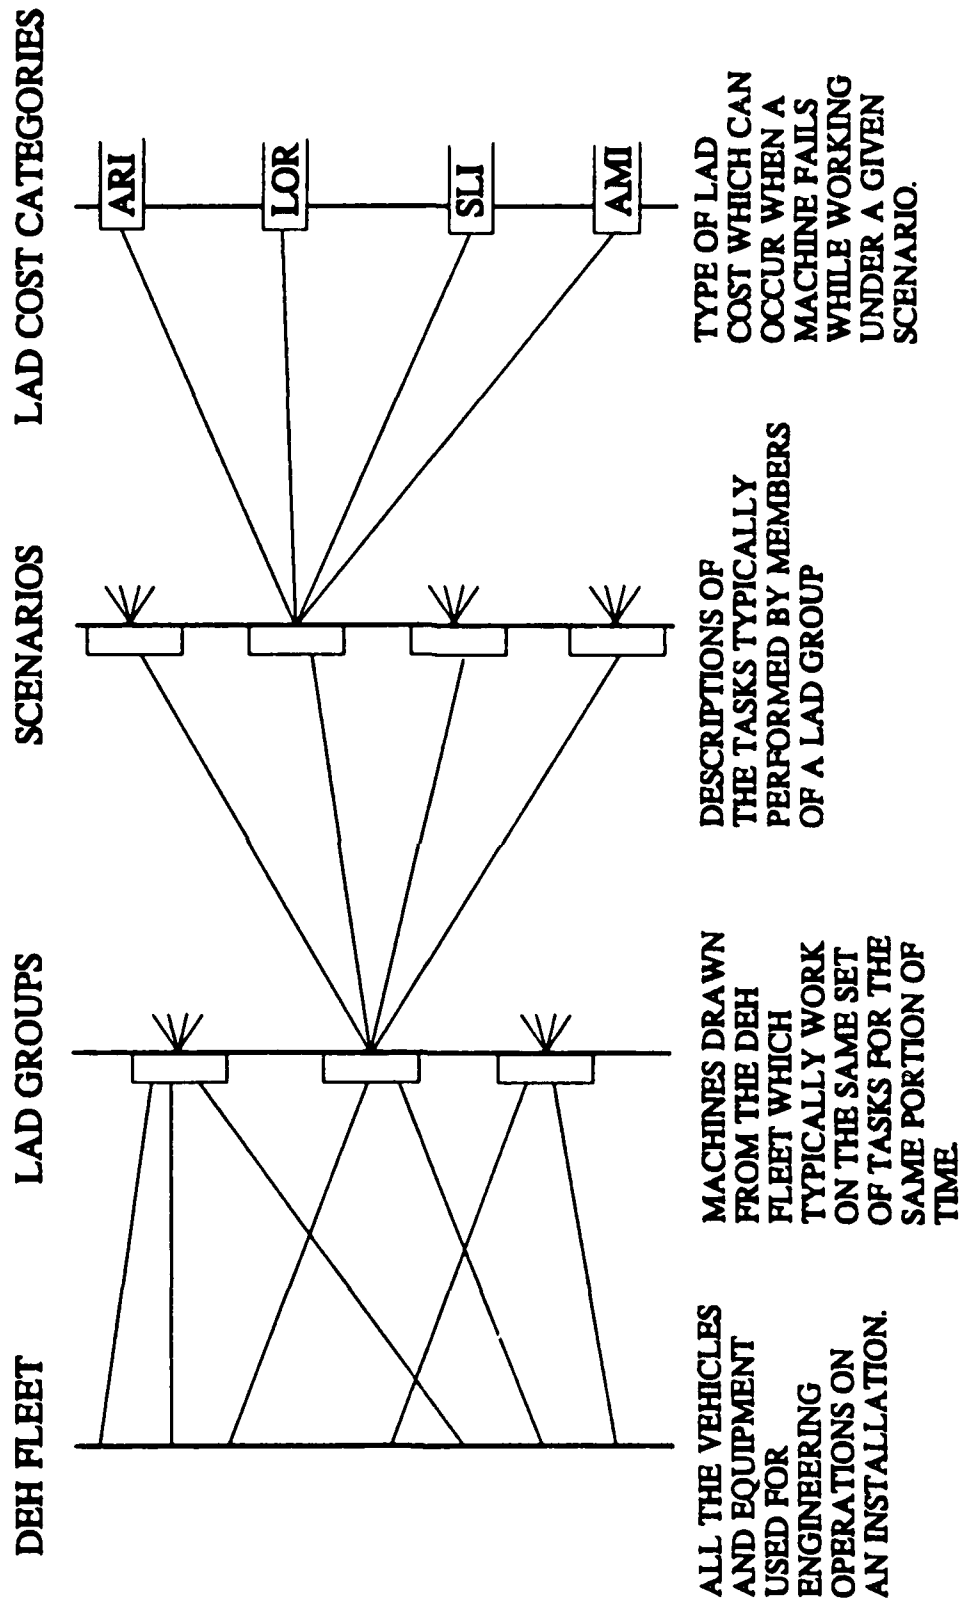 DEH FLEET
LAD GROUPS
SCENARIOS
LAD COST CATEGORIES
ARI
LOR
SLI
AMI
ALL THE VEHICLES
AND EQUIPMENT
USED FOR
ENGINEERING
OPERATIONS ON
AN INSTALLATION.
MACHINES DRAWN
FROM THE DEH
FLEET WHICH
TYPICALLY WORK
ON THE SAME SET
OF TASKS FOR THE
SAME PORTION OF
TIME.
DESCRIPTIONS OF
THE TASKS TYPICALLY
PERFORMED BY MEMBERS
OF A LAD GROUP
TYPE OF LAD
COST WHICH CAN
OCCUR WHEN A
MACHINE FAILS
WHILE WORKING
UNDER A GIVEN
SCENARIO.